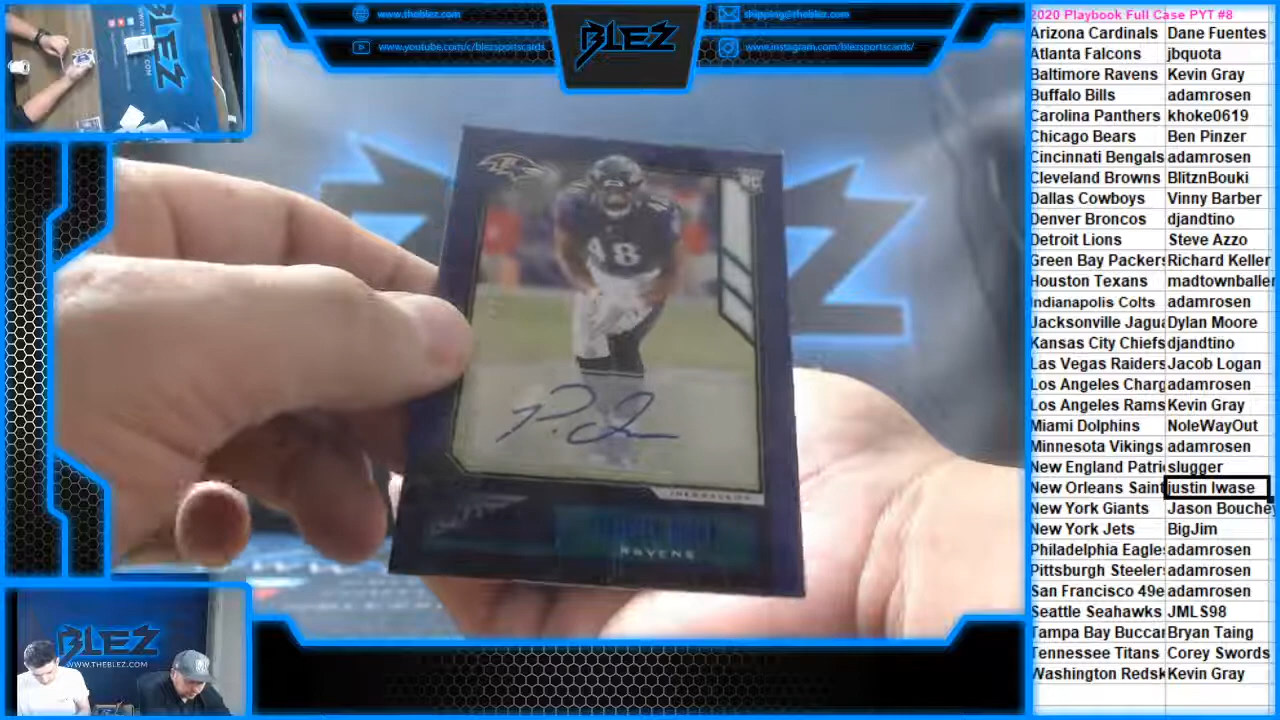 www.theblez.com
shipping@theblez.com
www.youtube.com/c/blezsportscards
www.instagram.com/blezsportscards/
BLEZ
BLEZ
.COM
48
RC
P. Q
RAVENS
BLEZ
WWW.THEBLEZ.COM
2020 Playbook Full Case PYT #8
Arizona Cardinals Dane Fuentes
Atlanta Falcons jbquota
Baltimore Ravens Kevin Gray
Buffalo Bills adamrosen
Carolina Panthers khoke0619
Chicago Bears Ben Pinzer
Cincinnati Bengals adamrosen
Cleveland Browns BlitznBouki
Dallas Cowboys Vinny Barber
Denver Broncos djandtino
Detroit Lions Steve Azzo
Green Bay Packers Richard Keller
Houston Texans madtownballer
Indianapolis Colts adamrosen
Jacksonville Jagua Dylan Moore
Kansas City Chiefs djandtino
Las Vegas Raiders Jacob Logan
Los Angeles Charg adamrosen
Los Angeles Rams Kevin Gray
Miami Dolphins NoleWayOut
Minnesota Vikings adamrosen
New England Patri slugger
New Orleans Saint justin Iwase
New York Giants Jason Bouchey
New York Jets BigJim
Philadelphia Eagle adamrosen
Pittsburgh Steeler adamrosen
San Francisco 49e adamrosen
Seattle Seahawks JMLS98
Tampa Bay Buccar Bryan Taing
Tennessee Titans Corey Swords
Washington Redsk Kevin Gray